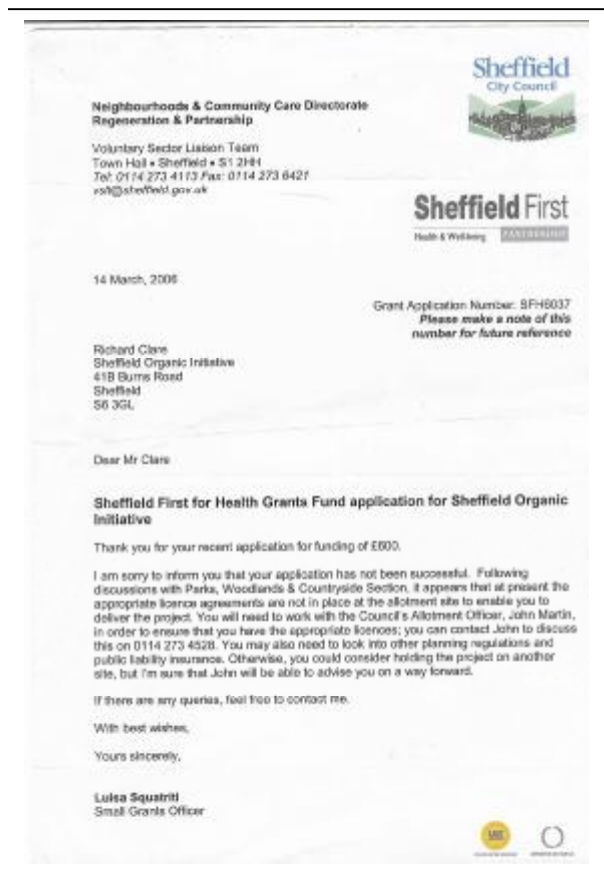 Sheffield
City Council
Neighbourhoods & Community Care Directorate
Regeneration & Partnership
Voluntary Sector Liaison Team
Town Hall • Sheffield • S1 2HH
Tel: 0114 273 4113 Fax: 0114 273 6421
vslt@sheffield.gov.uk
Sheffield First
Health & Well-being PARTNERSHIP
14 March, 2006
Grant Application Number: SFH6037
Please make a note of this
number for future reference
Richard Clare
Sheffield Organic Initiative
41B Burns Road
Sheffield
S6 3GL
Dear Mr Clare
Sheffield First for Health Grants Fund application for Sheffield Organic
Initiative
Thank you for your recent application for funding of £600.
I am sorry to inform you that your application has not been successful. Following
discussions with Parks, Woodlands & Countryside Section, it appears that at present the
appropriate licence agreements are not in place at the allotment site to enable you to
deliver the project. You will need to work with the Council's Allotment Officer, John Martin,
in order to ensure that you have the appropriate licences; you can contact John to discuss
this on 0114 273 4528. You may also need to look into other planning regulations and
public liability insurance. Otherwise, you could consider holding the project on another
site, but I'm sure that John will be able to advise you on a way forward.
If there are any queries, feel free to contact me.
With best wishes,
Yours sincerely,
Luisa Squatriti
Small Grants Officer